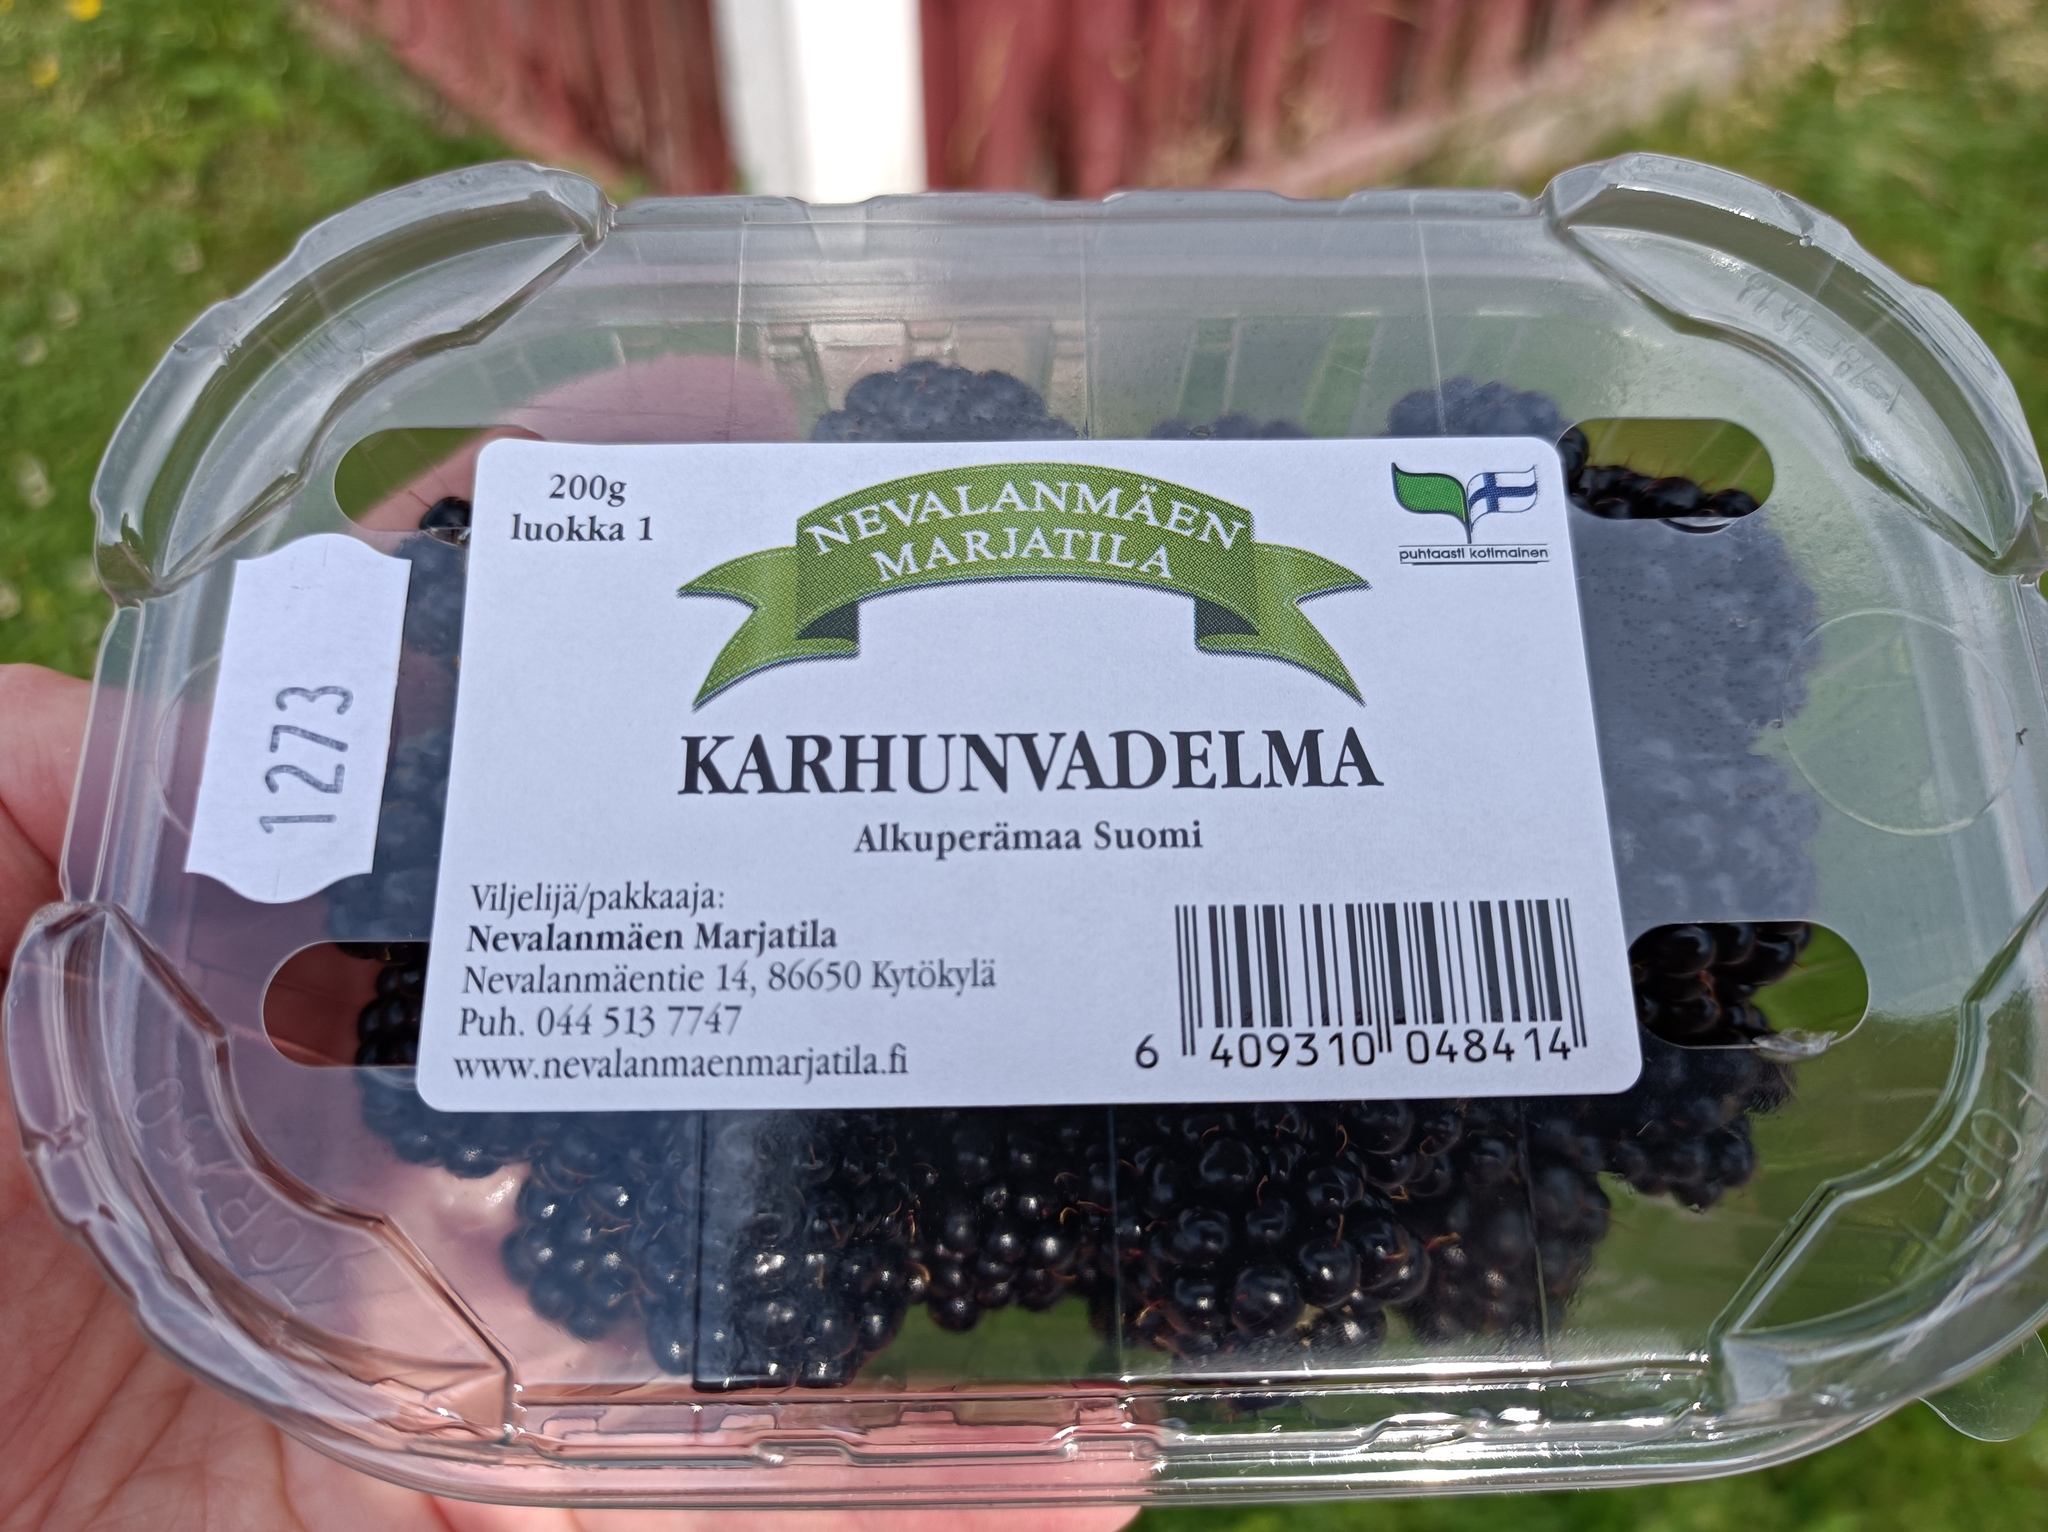 200g
luokka 1
NEVALANMÄEN
MARJATILA
puhtaasti kotimainen
1273
KARHUNVADELMA
Alkuperämaa Suomi
Viljelijä/pakkaaja:
Nevalanmäen Marjatila
Nevalanmäentie 14, 86650 Kytökylä
Puh. 044 513 7747
www.nevalanmaenmarjatila.fi
6 409310 048414